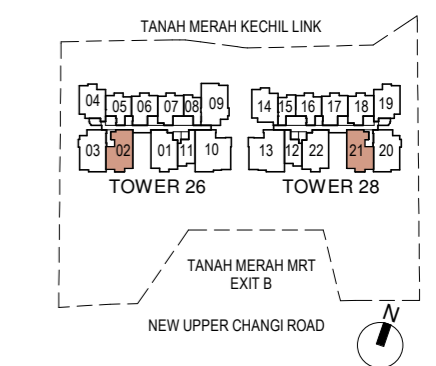 TANAH MERAH KECHIL LINK
04 05 06 07 08 09 14 15 16 17 18 19
03 02 01 11 10 13 12 22 21 20
TOWER 26 TOWER 28
TANAH MERAH MRT
EXIT B
NEW UPPER CHANGI ROAD
N